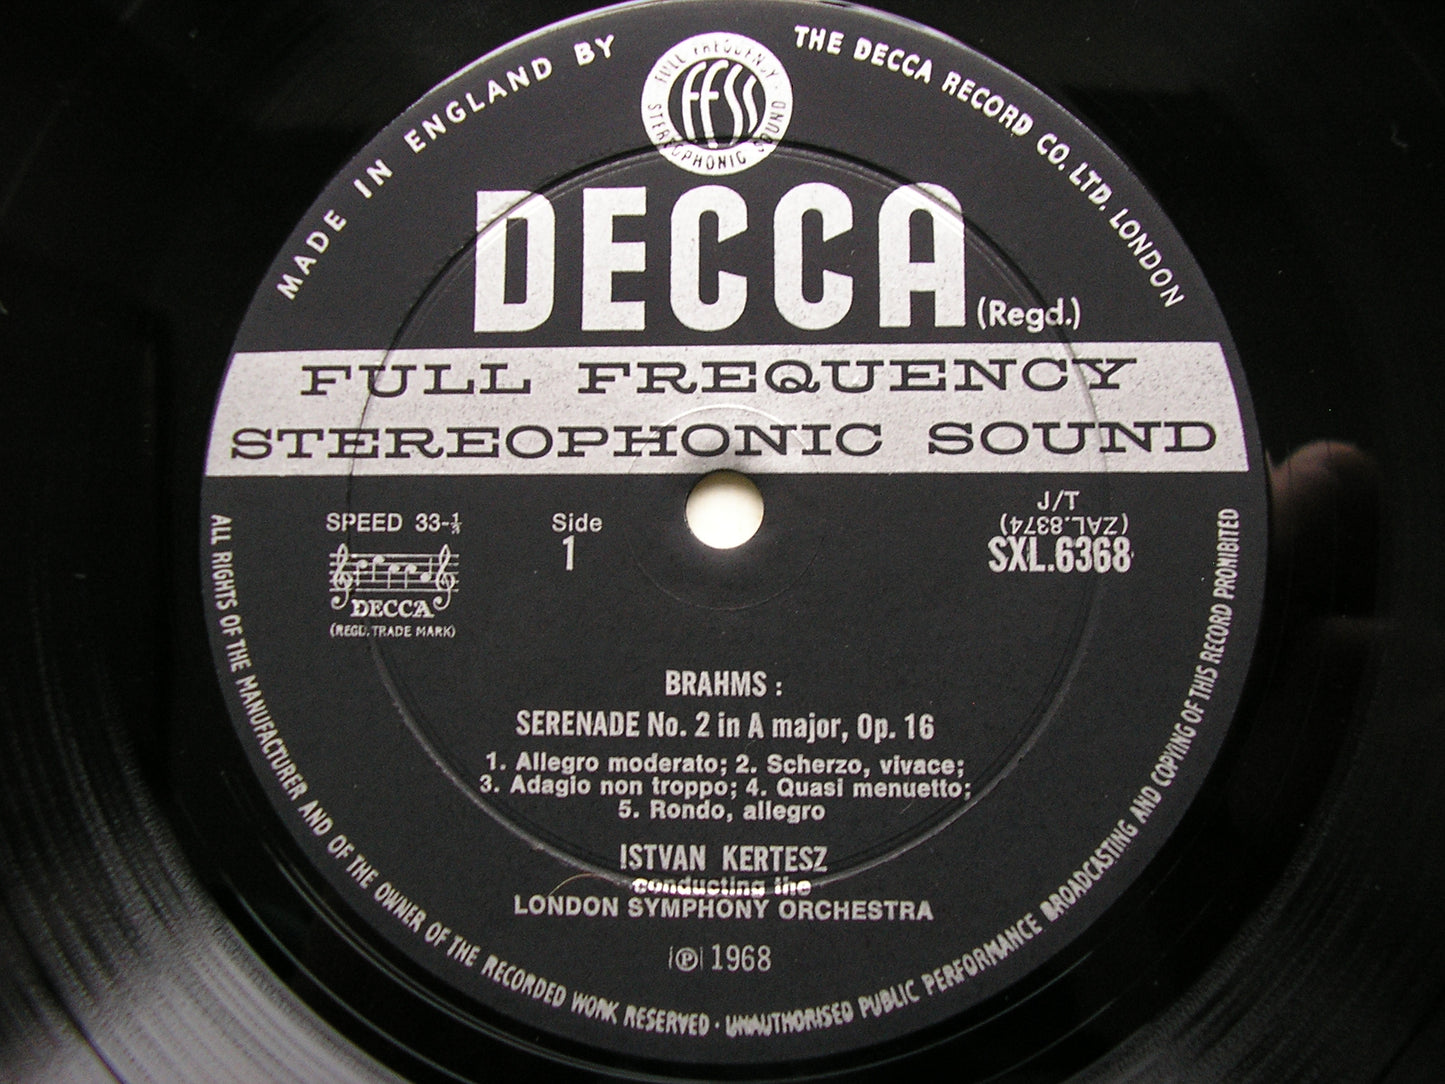 MADE IN ENGLAND BY
THE DECCA RECORD CO. LTD. LONDON
FULL FREQUENCY
STEREOPHONIC SOUND
FFSS
DECCA
(Regd.)
FULL FREQUENCY
STEREOPHONIC SOUND
SPEED 33-⅓
Side
1
J/T
(ZAL.8374)
SXL.6368
DECCA
(REGD. TRADE MARK)
BRAHMS :
SERENADE No. 2 in A major, Op. 16
1. Allegro moderato; 2. Scherzo, vivace;
3. Adagio non troppo; 4. Quasi menuetto;
5. Rondo, allegro
ISTVAN KERTESZ
conducting the
LONDON SYMPHONY ORCHESTRA
℗ 1968
ALL RIGHTS OF THE MANUFACTURER AND OF THE OWNER OF THE RECORDED WORK RESERVED · UNAUTHORISED PUBLIC PERFORMANCE BROADCASTING AND COPYING OF THIS RECORD PROHIBITED